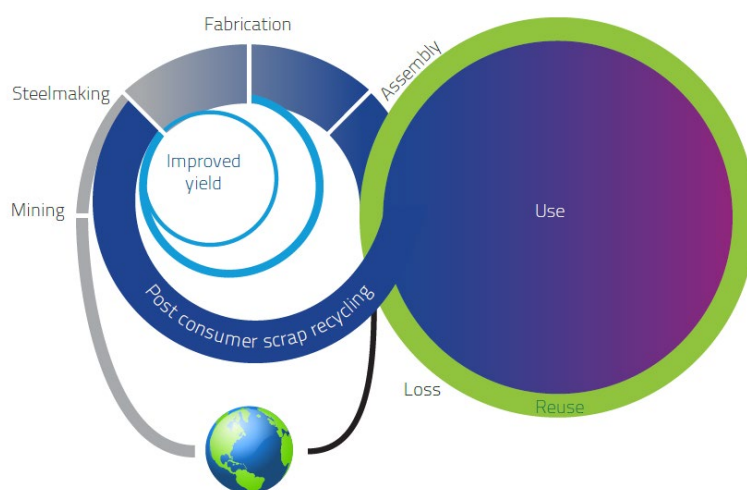 Fabrication
Steelmaking
Assembly
Improved
yield
Mining
Use
Post consumer scrap recycling
Loss
Reuse